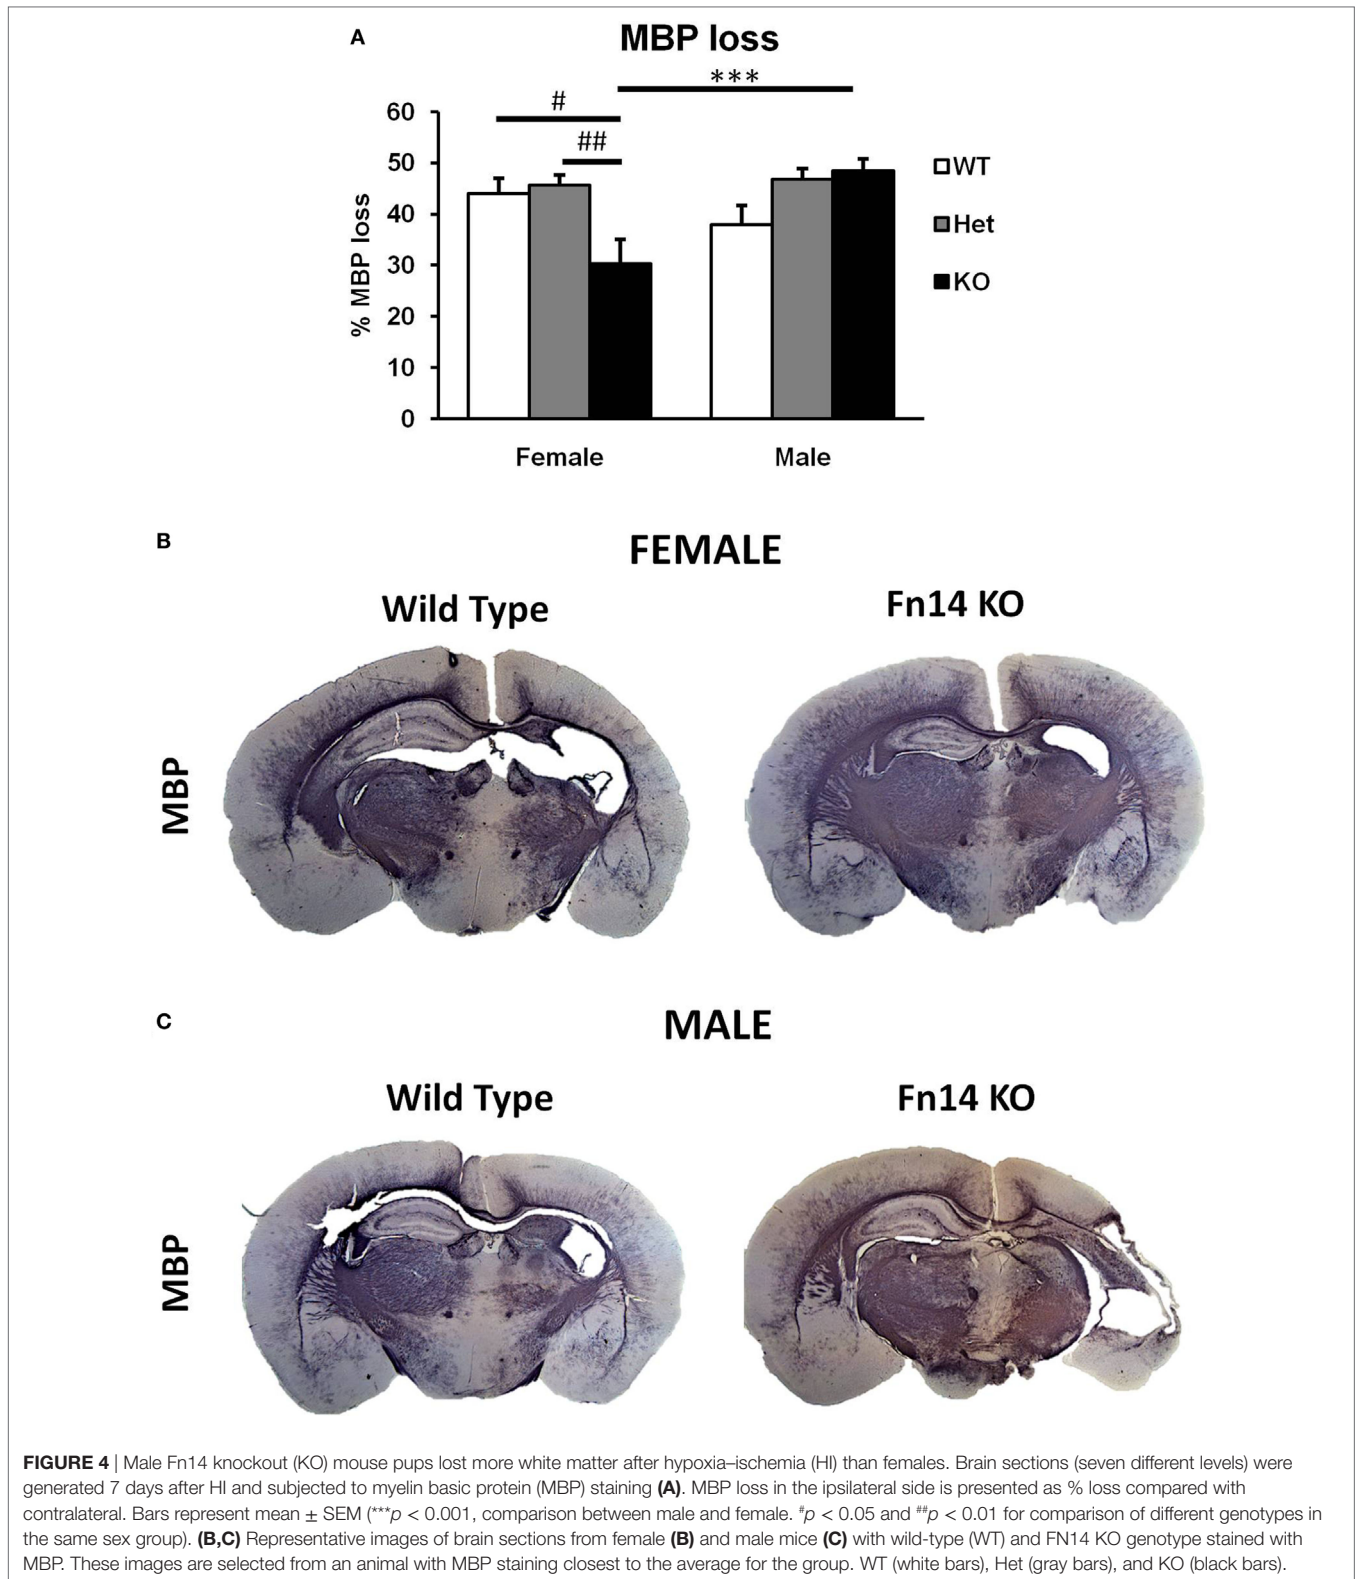 A
MBP loss
***
#
##
60
50
40
30
20
10
0
% MBP loss
WT
Het
KO
Female
Male
B
FEMALE
Wild Type
Fn14 KO
MBP
C
MALE
Wild Type
Fn14 KO
MBP
FIGURE 4 | Male Fn14 knockout (KO) mouse pups lost more white matter after hypoxia–ischemia (HI) than females. Brain sections (seven different levels) were
generated 7 days after HI and subjected to myelin basic protein (MBP) staining (A). MBP loss in the ipsilateral side is presented as % loss compared with
contralateral. Bars represent mean ± SEM (***p < 0.001, comparison between male and female. #p < 0.05 and ##p < 0.01 for comparison of different genotypes in
the same sex group). (B,C) Representative images of brain sections from female (B) and male mice (C) with wild-type (WT) and FN14 KO genotype stained with
MBP. These images are selected from an animal with MBP staining closest to the average for the group. WT (white bars), Het (gray bars), and KO (black bars).